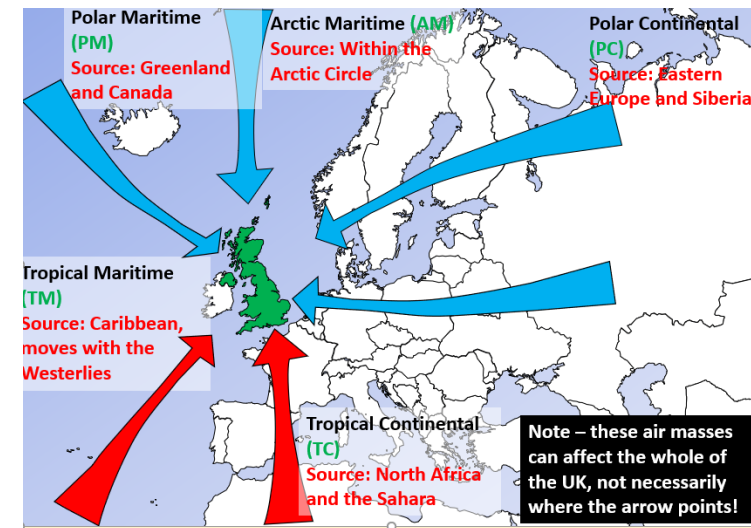 Polar Maritime
(PM)
Source: Greenland
and Canada
Arctic Maritime (AM)
Source: Within the
Arctic Circle
Polar Continental
(PC)
Source: Eastern
Europe and Siberia
Tropical Maritime
(TM)
Source: Caribbean,
moves with the
Westerlies
Tropical Continental
(TC)
Source: North Africa
and the Sahara
Note – these air masses
can affect the whole of
the UK, not necessarily
where the arrow points!